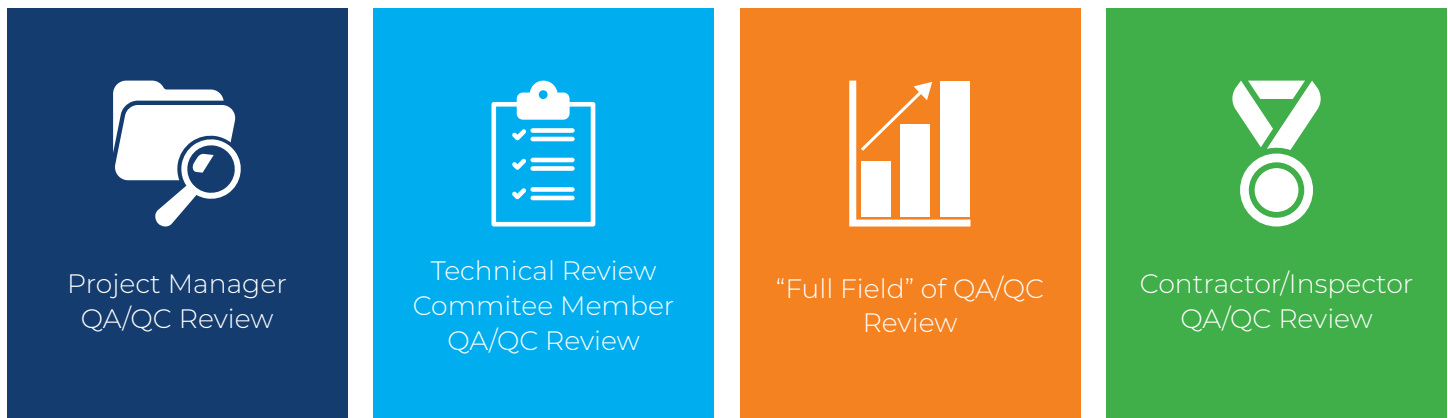 Project Manager
QA/QC Review
Technical Review
Commitee Member
QA/QC Review
“Full Field” of QA/QC
Review
Contractor/Inspector
QA/QC Review